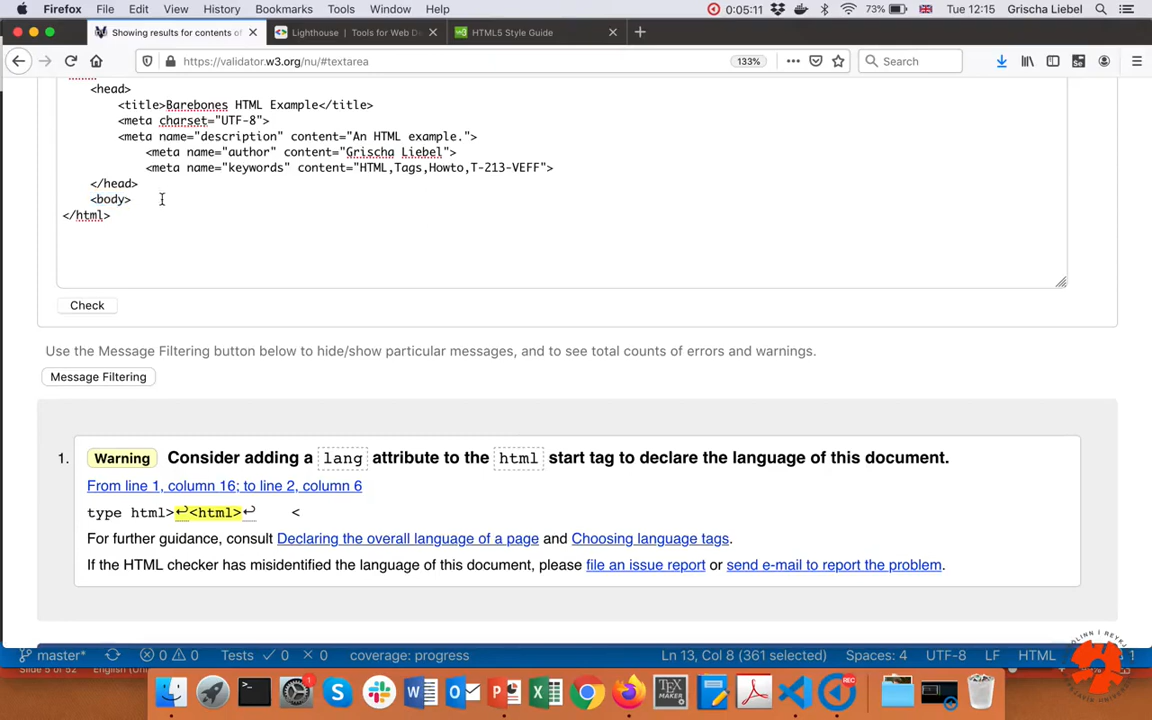 Firefox File Edit View History Bookmarks Tools Window Help 0:05:11 73% Tue 12:15 Grischa Liebel
Showing results for contents of Lighthouse | Tools for Web De HTML5 Style Guide
https://validator.w3.org/nu/#textarea 133% Search
<head>
<title>Barebones HTML Example</title>
<meta charset="UTF-8">
<meta name="description" content="An HTML example.">
<meta name="author" content="Grischa Liebel">
<meta name="keywords" content="HTML,Tags,Howto,T-213-VEFF">
</head>
<body>
</html>
Check
Use the Message Filtering button below to hide/show particular messages, and to see total counts of errors and warnings.
Message Filtering
1. Warning Consider adding a lang attribute to the html start tag to declare the language of this document.
From line 1, column 16; to line 2, column 6
type html>↩<html>↩ <
For further guidance, consult Declaring the overall language of a page and Choosing language tags.
If the HTML checker has misidentified the language of this document, please file an issue report or send e-mail to report the problem.
master* 0 0 Tests 0 0 coverage: progress Ln 13, Col 8 (361 selected) Spaces: 4 UTF-8 LF HTML 1